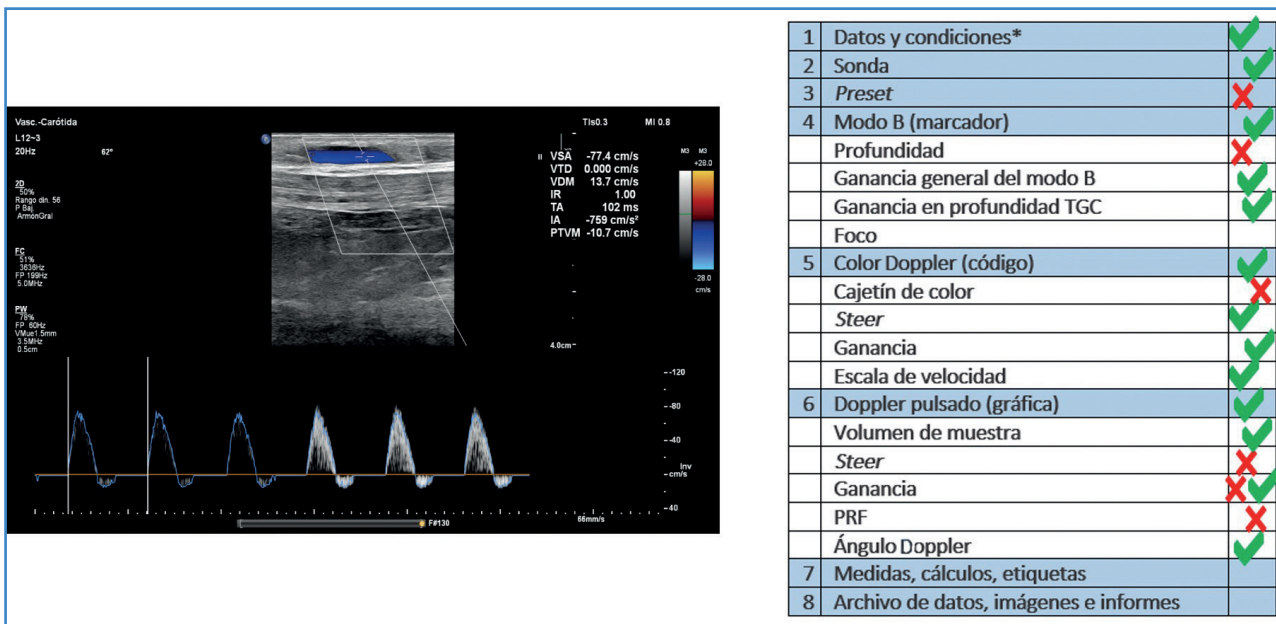 Vasc.-Carótida
L12~3
20Hz
62°
2D
50%
Rango din. 56
P Baj.
ArmónGral
FC
51%
3636Hz
FP 199Hz
5.0MHz
PW
78%
FP 60Hz
VMue1.5mm
3.5MHz
0.5cm
TIs0.3 MI 0.8
VSA -77.4 cm/s
VTD 0.000 cm/s
VDM 13.7 cm/s
IR 1.00
TA 102 ms
IA -759 cm/s²
PTVM -10.7 cm/s
M3 M3
+28.0
-28.0
cm/s
4.0cm
-120
-80
-40
Inv
cm/s
-40
66mm/s
F#130
1 Datos y condiciones*
2 Sonda
3 Preset
4 Modo B (marcador)
Profundidad
Ganancia general del modo B
Ganancia en profundidad TGC
Foco
5 Color Doppler (código)
Cajetín de color
Steer
Ganancia
Escala de velocidad
6 Doppler pulsado (gráfica)
Volumen de muestra
Steer
Ganancia
PRF
Ángulo Doppler
7 Medidas, cálculos, etiquetas
8 Archivo de datos, imágenes e informes